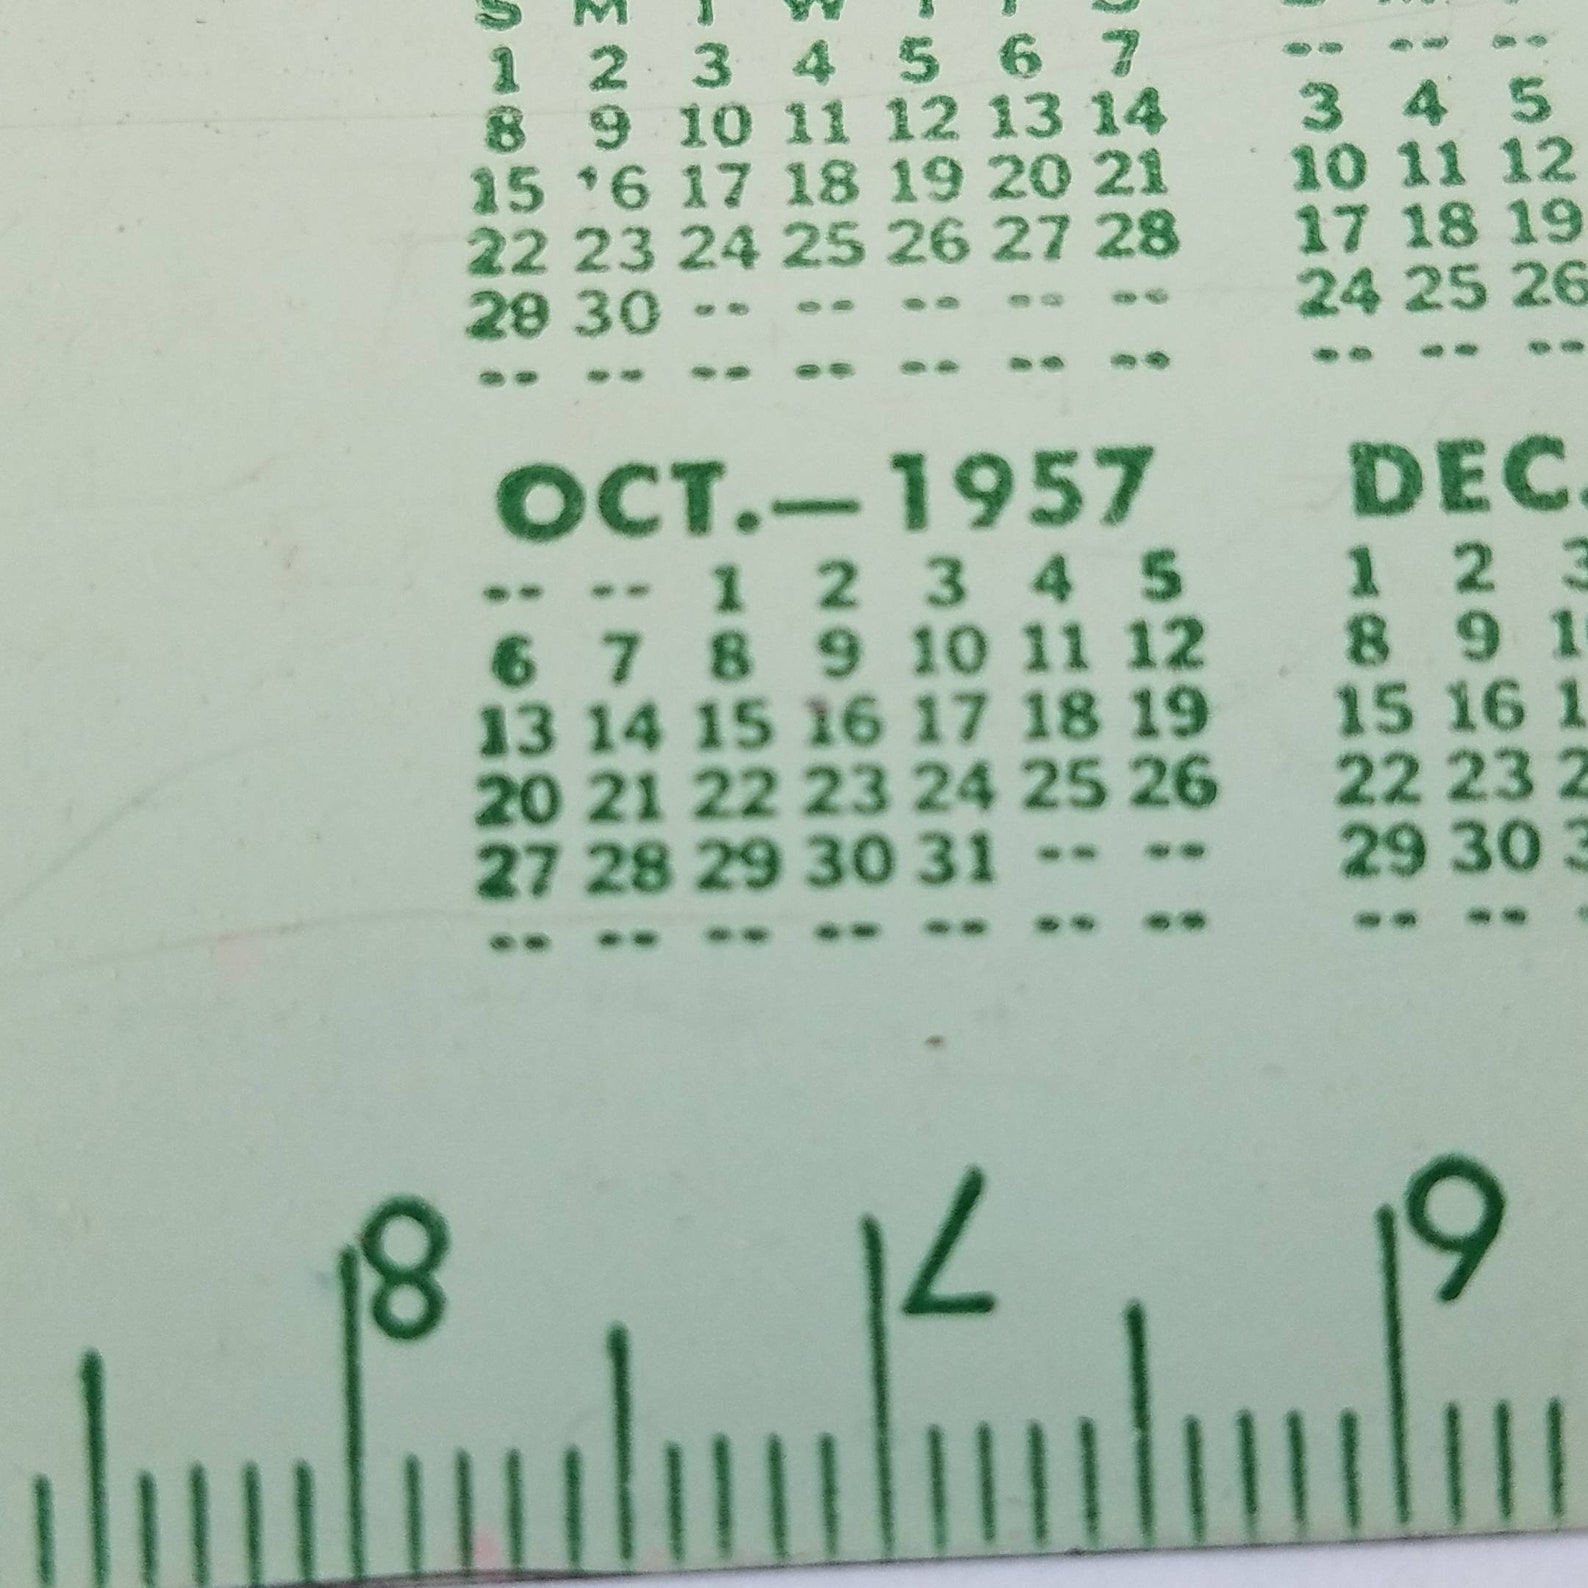 S M T W T F S
1 2 3 4 5 6 7
8 9 10 11 12 13 14
15 '6 17 18 19 20 21
22 23 24 25 26 27 28
29 30 -- -- -- -- --
-- -- -- -- -- -- --
OCT.—1957
-- -- 1 2 3 4 5
6 7 8 9 10 11 12
13 14 15 16 17 18 19
20 21 22 23 24 25 26
27 28 29 30 31 -- --
-- -- -- -- -- -- --
-- -- --
3 4 5
10 11 12
17 18 19
24 25 26
-- -- --
DEC.
1 2 3
8 9
15 16
22 23
29 30
-- --
8 7 6